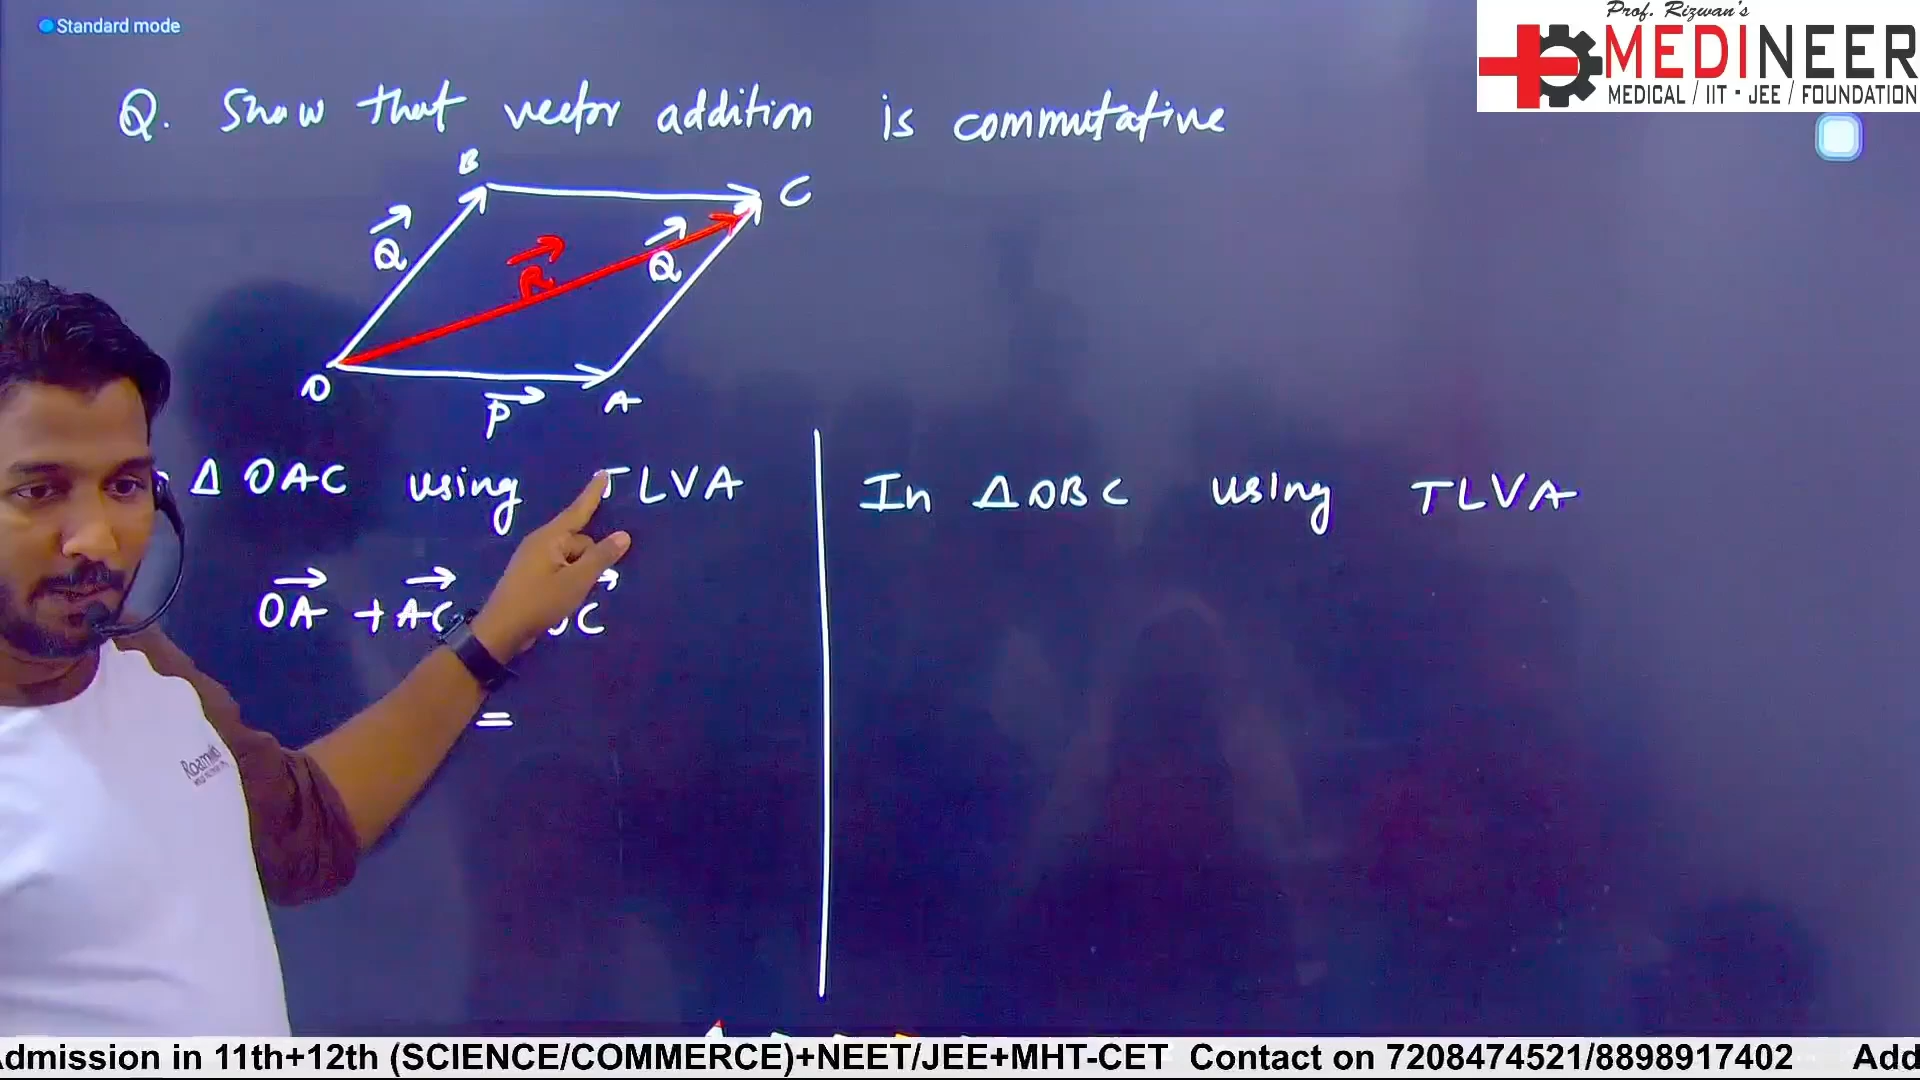 Standard mode
Prof. Rizwan's
MEDINEER
MEDICAL / IIT - JEE / FOUNDATION
Q. Show that vector addition is commutative
B
C
Q
R
Q
O
P
A
Δ OAC using TLVA
In Δ OBC using TLVA
OA + AC C
=
Roamin
dmission in 11th+12th (SCIENCE/COMMERCE)+NEET/JEE+MHT-CET Contact on 7208474521/8898917402 Add